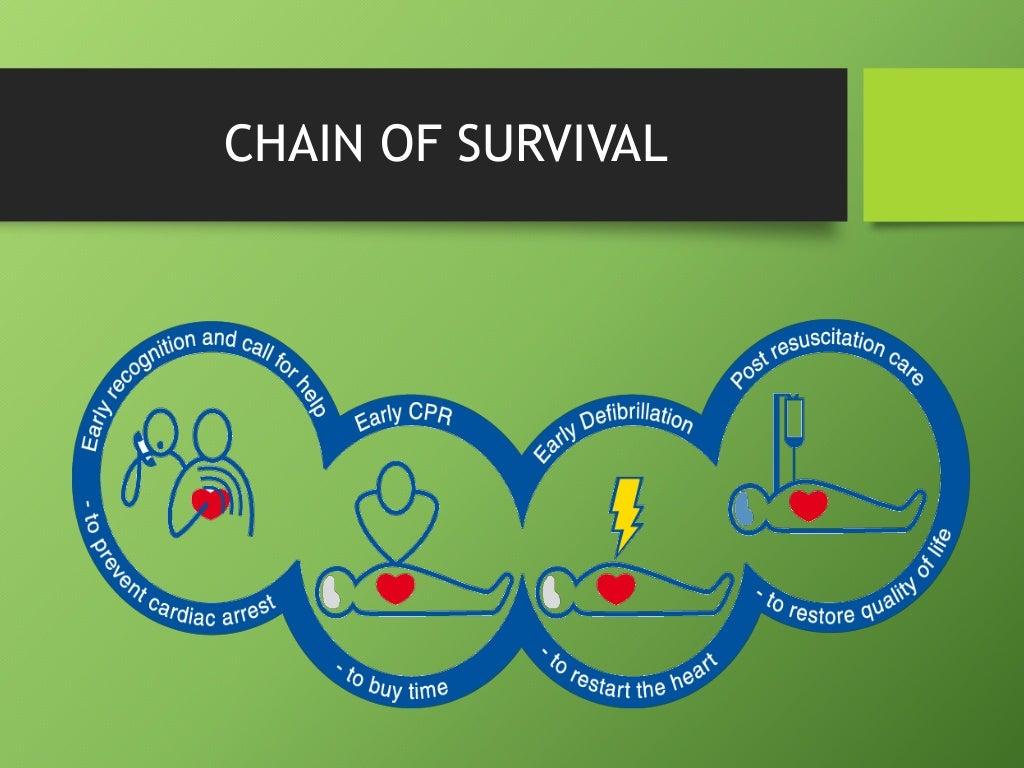 CHAIN OF SURVIVAL
Early recognition and call for help
- to prevent cardiac arrest
Early CPR
- to buy time
Early Defibrillation
- to restart the heart
Post resuscitation care
- to restore quality of life